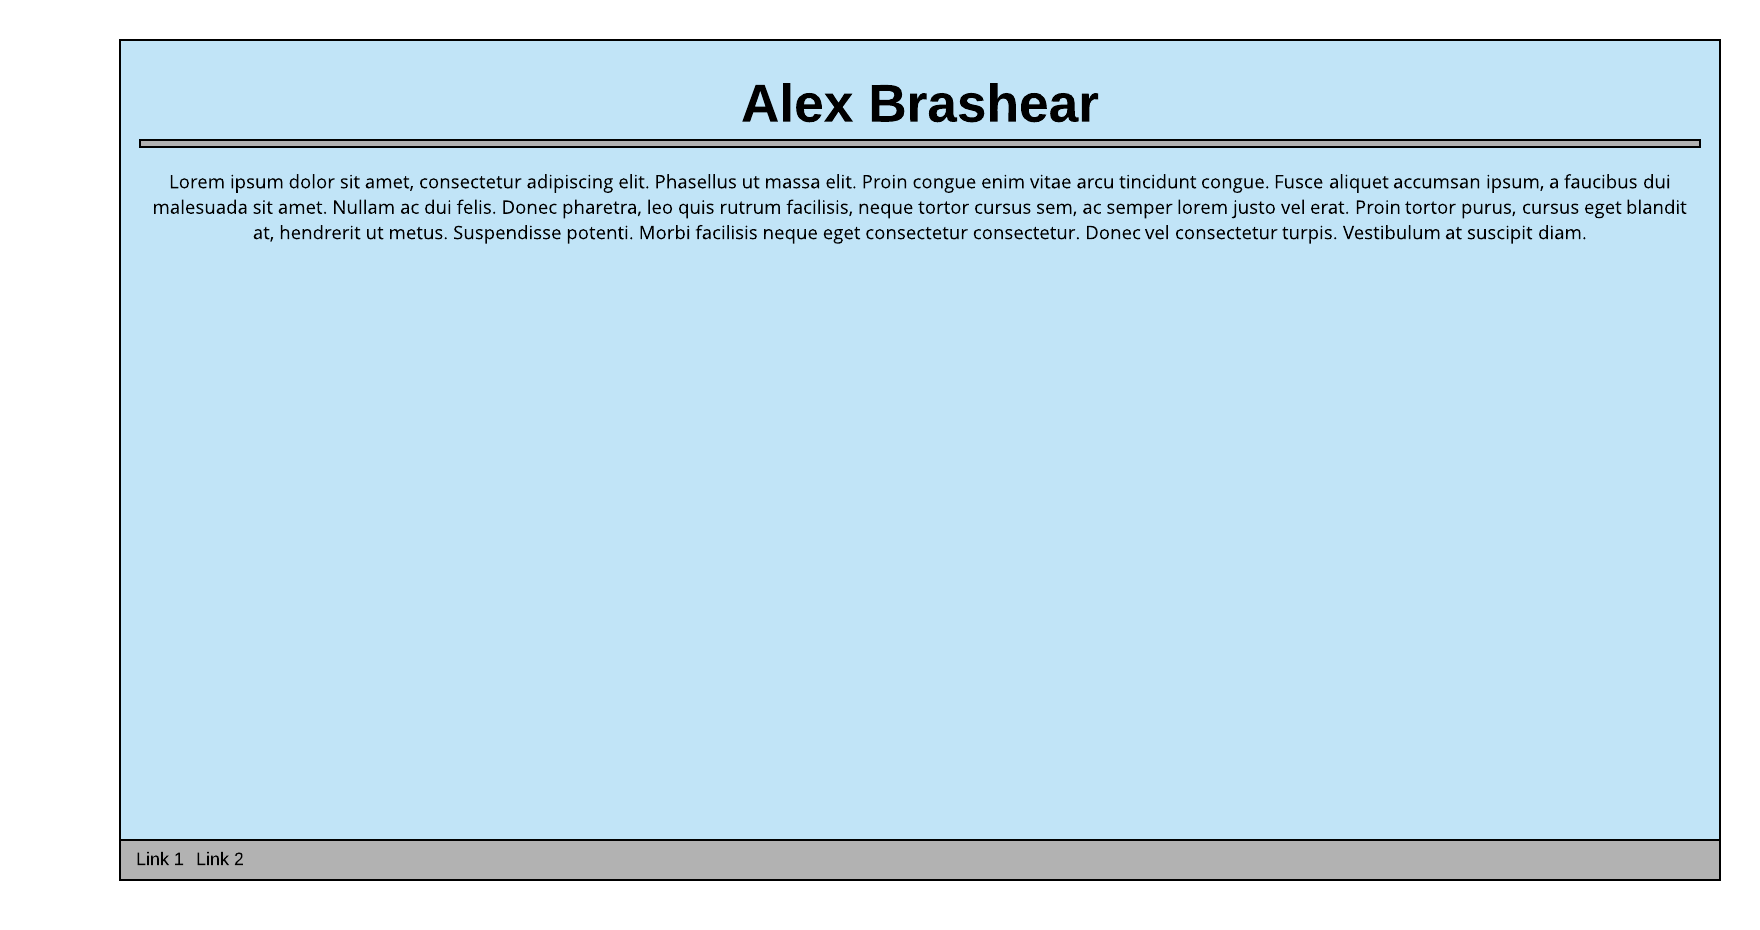 Alex Brashear
Lorem ipsum dolor sit amet, consectetur adipiscing elit. Phasellus ut massa elit. Proin congue enim vitae arcu tincidunt congue. Fusce aliquet accumsan ipsum, a faucibus dui
malesuada sit amet. Nullam ac dui felis. Donec pharetra, leo quis rutrum facilisis, neque tortor cursus sem, ac semper lorem justo vel erat. Proin tortor purus, cursus eget blandit
at, hendrerit ut metus. Suspendisse potenti. Morbi facilisis neque eget consectetur consectetur. Donec vel consectetur turpis. Vestibulum at suscipit diam.
Link 1 Link 2